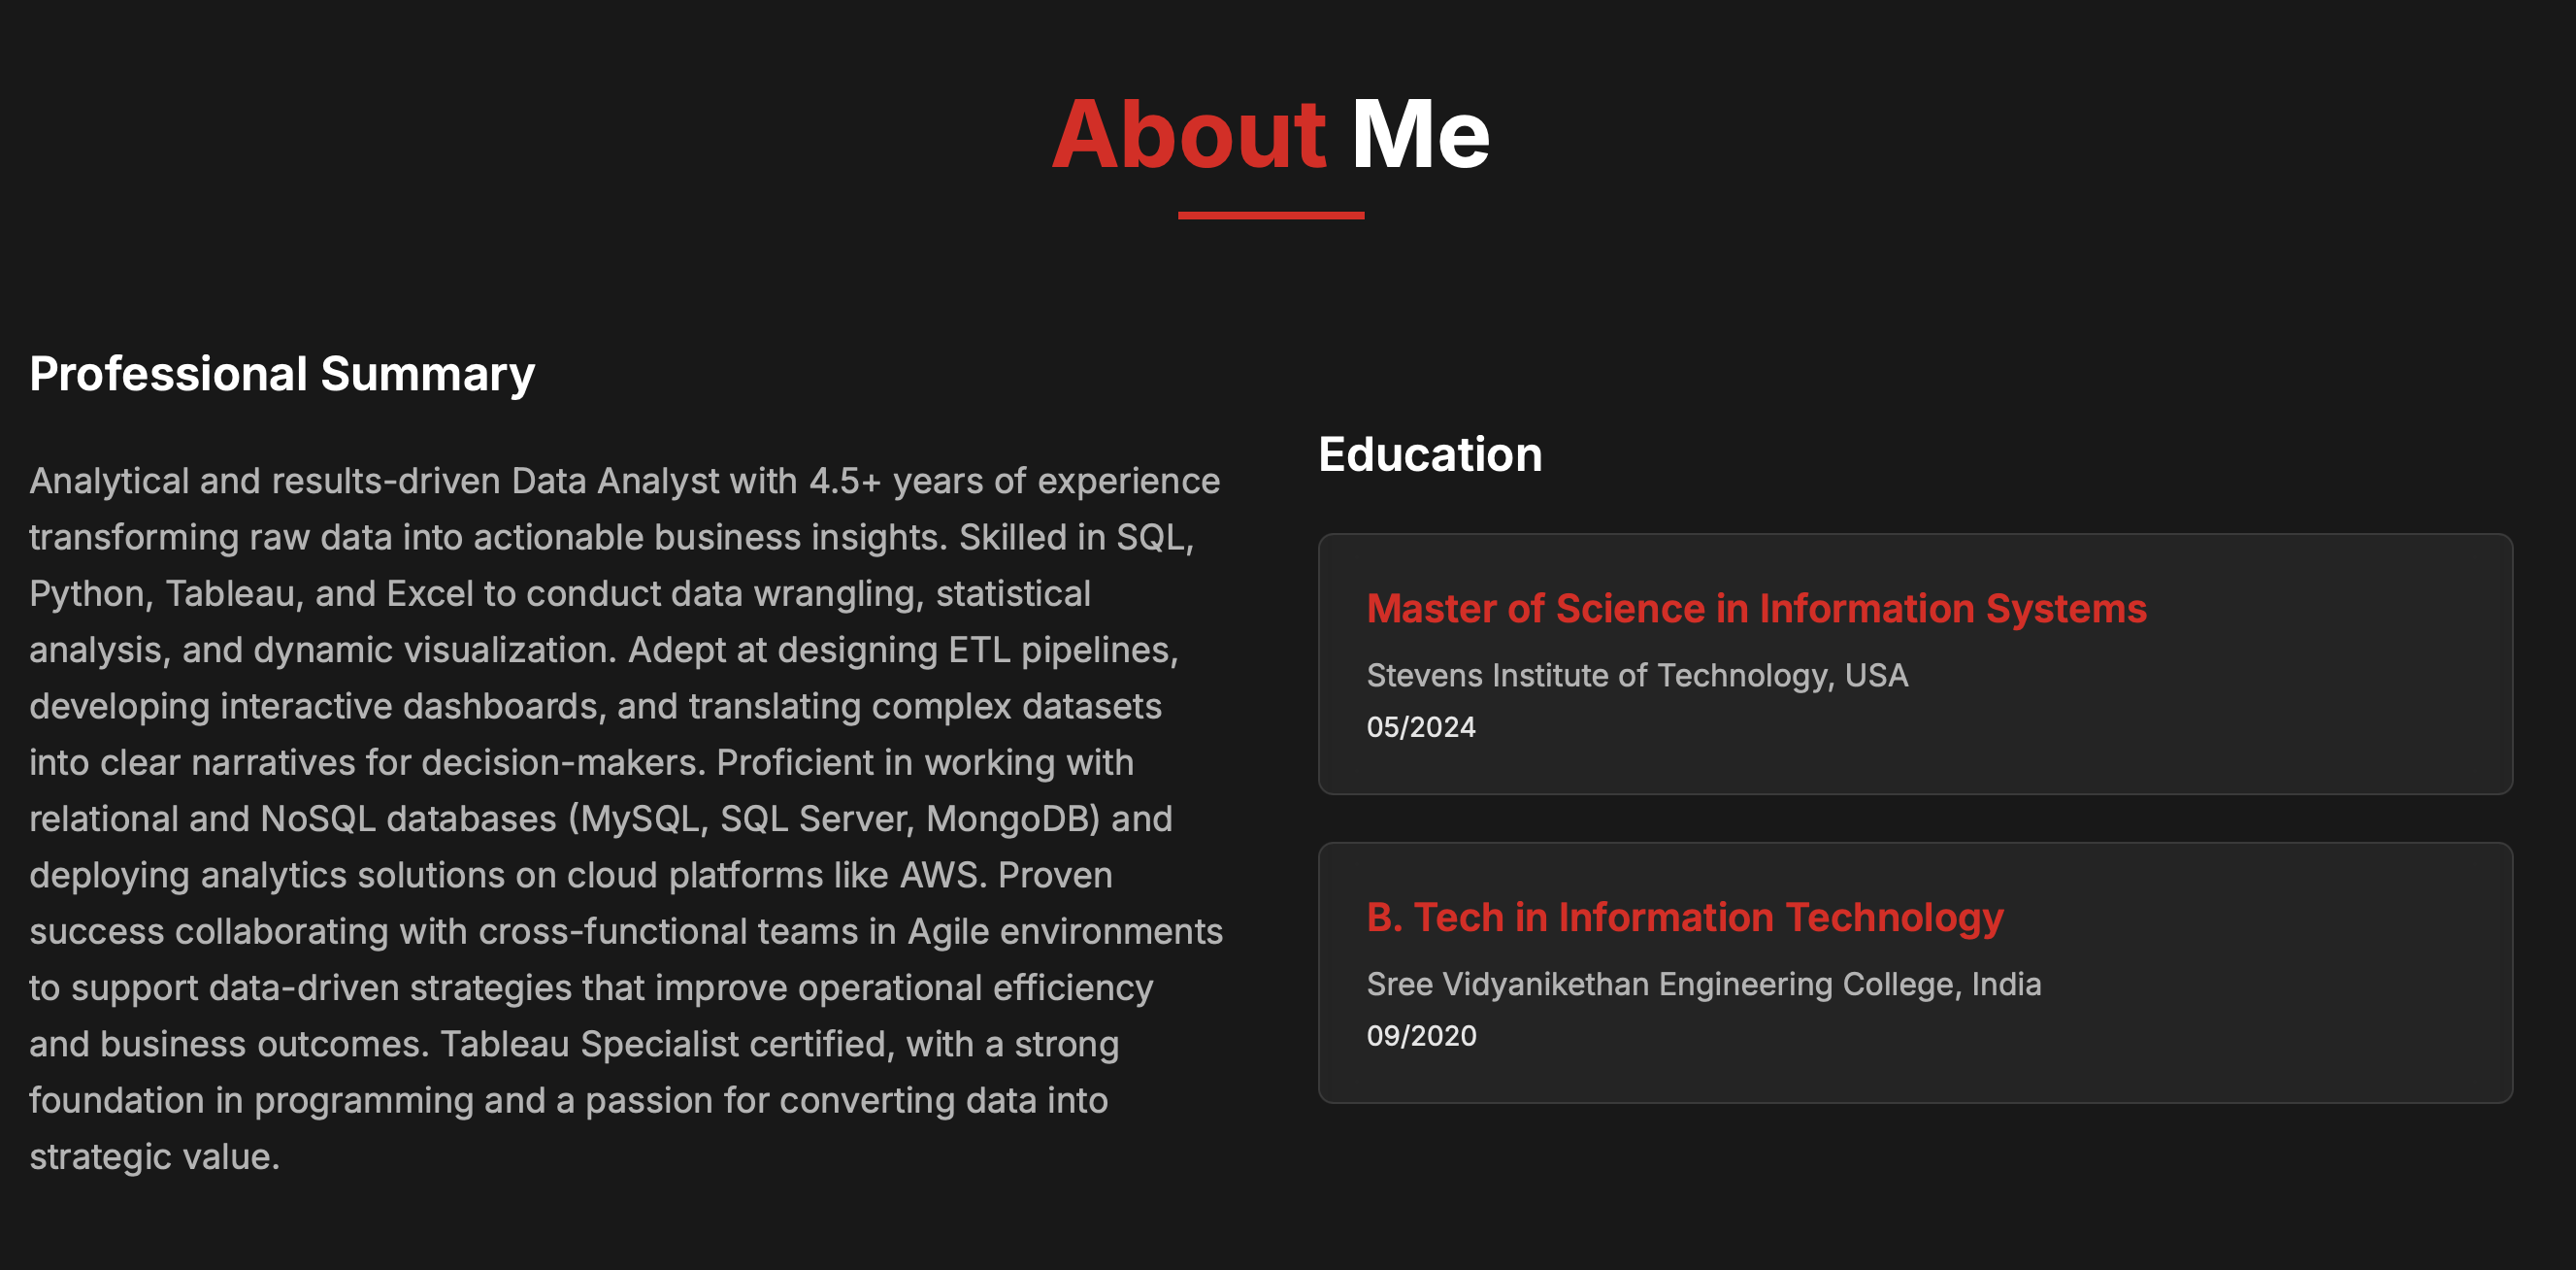 About Me
Professional Summary
Analytical and results-driven Data Analyst with 4.5+ years of experience
transforming raw data into actionable business insights. Skilled in SQL,
Python, Tableau, and Excel to conduct data wrangling, statistical
analysis, and dynamic visualization. Adept at designing ETL pipelines,
developing interactive dashboards, and translating complex datasets
into clear narratives for decision-makers. Proficient in working with
relational and NoSQL databases (MySQL, SQL Server, MongoDB) and
deploying analytics solutions on cloud platforms like AWS. Proven
success collaborating with cross-functional teams in Agile environments
to support data-driven strategies that improve operational efficiency
and business outcomes. Tableau Specialist certified, with a strong
foundation in programming and a passion for converting data into
strategic value.
Education
Master of Science in Information Systems
Stevens Institute of Technology, USA
05/2024
B. Tech in Information Technology
Sree Vidyanikethan Engineering College, India
09/2020